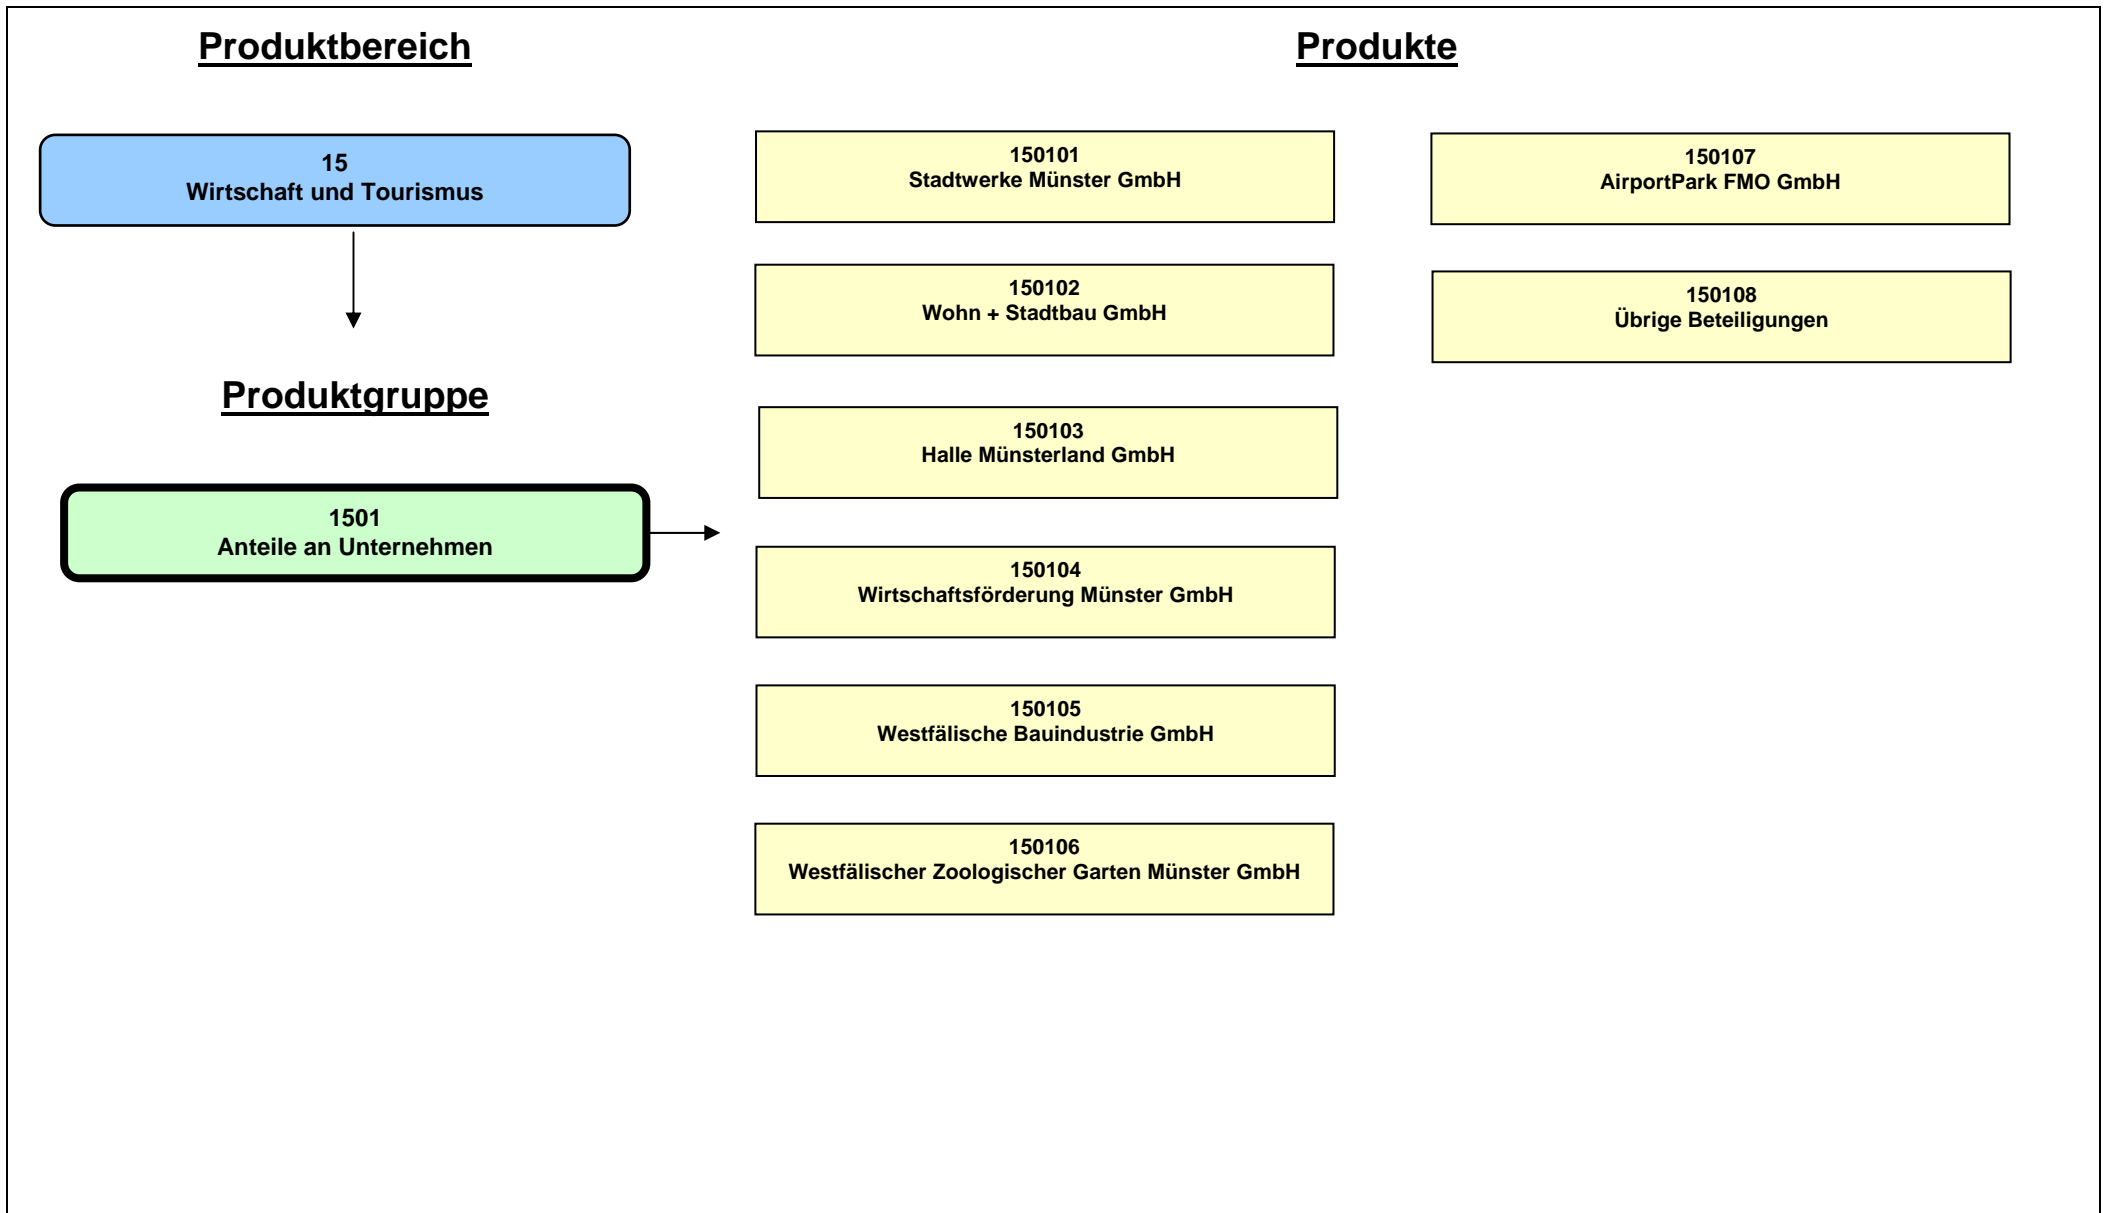 Produktbereich
15
Wirtschaft und Tourismus
Produktgruppe
1501
Anteile an Unternehmen
Produkte
150101
Stadtwerke Münster GmbH
150102
Wohn + Stadtbau GmbH
150103
Halle Münsterland GmbH
150104
Wirtschaftsförderung Münster GmbH
150105
Westfälische Bauindustrie GmbH
150106
Westfälischer Zoologischer Garten Münster GmbH
150107
AirportPark FMO GmbH
150108
Übrige Beteiligungen